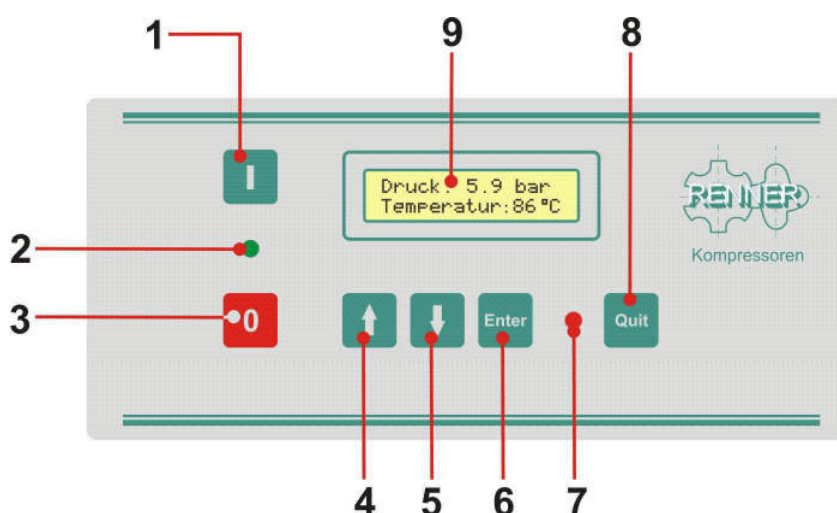 1
9
8
I
Druck: 5.9 bar
Temperatur:86°C
RENNER
Kompressoren
2
3
0
Enter
Quit
4
5
6
7